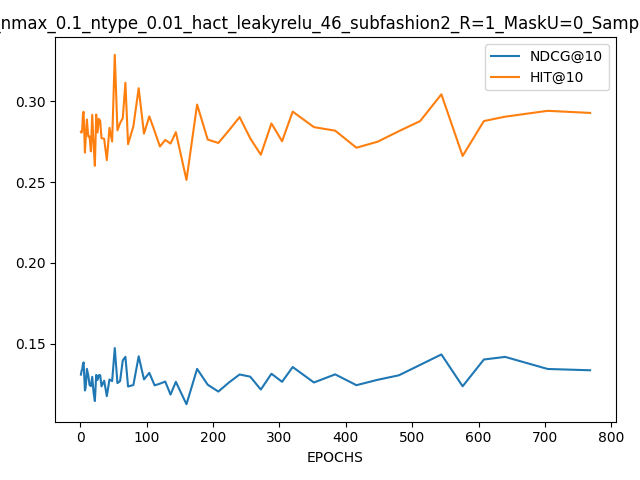 nmax_0.1_ntype_0.01_hact_leakyrelu_46_subfashion2_R=1_MaskU=0_Samp
NDCG@10
HIT@10
0.30
0.25
0.20
0.15
0 100 200 300 400 500 600 700 800
EPOCHS